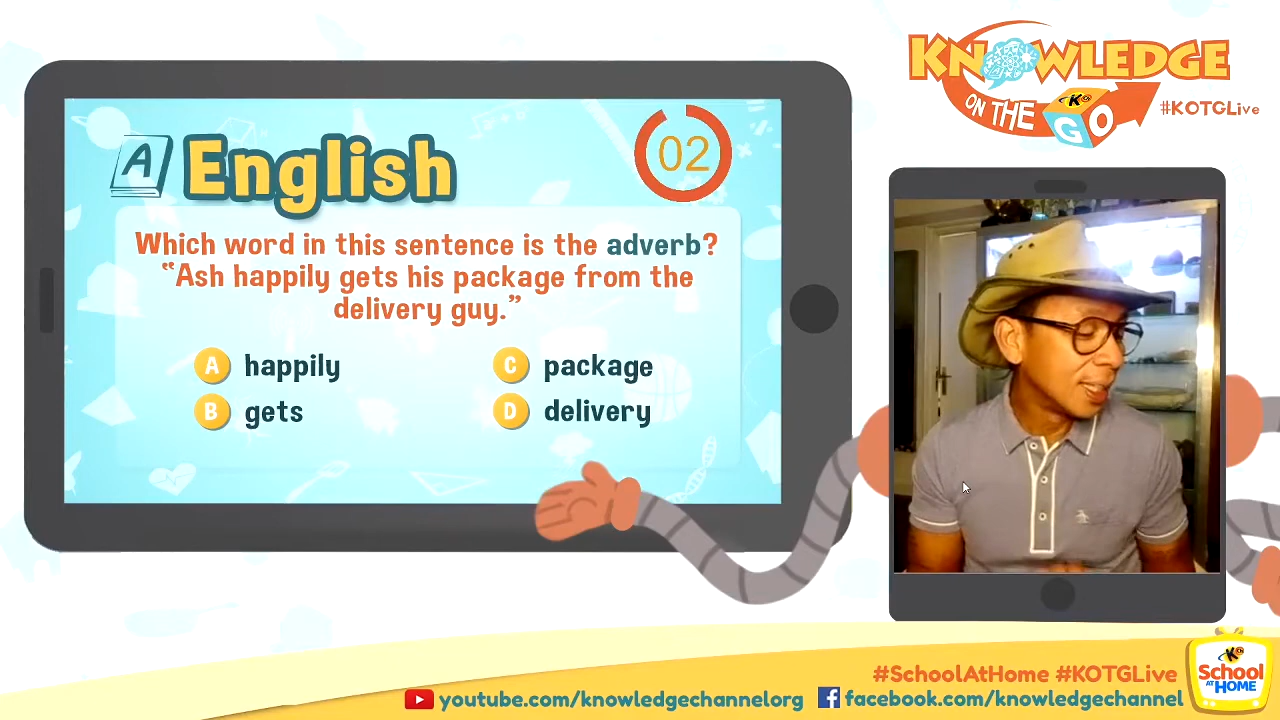 KNOWLEDGE
ON THE
GO
#KOTGLive
A English
02
Which word in this sentence is the adverb?
"Ash happily gets his package from the
delivery guy."
A happily
B gets
C package
D delivery
#SchoolAtHome #KOTGLive
youtube.com/knowledgechannelorg
facebook.com/knowledgechannel
School
AT HOME